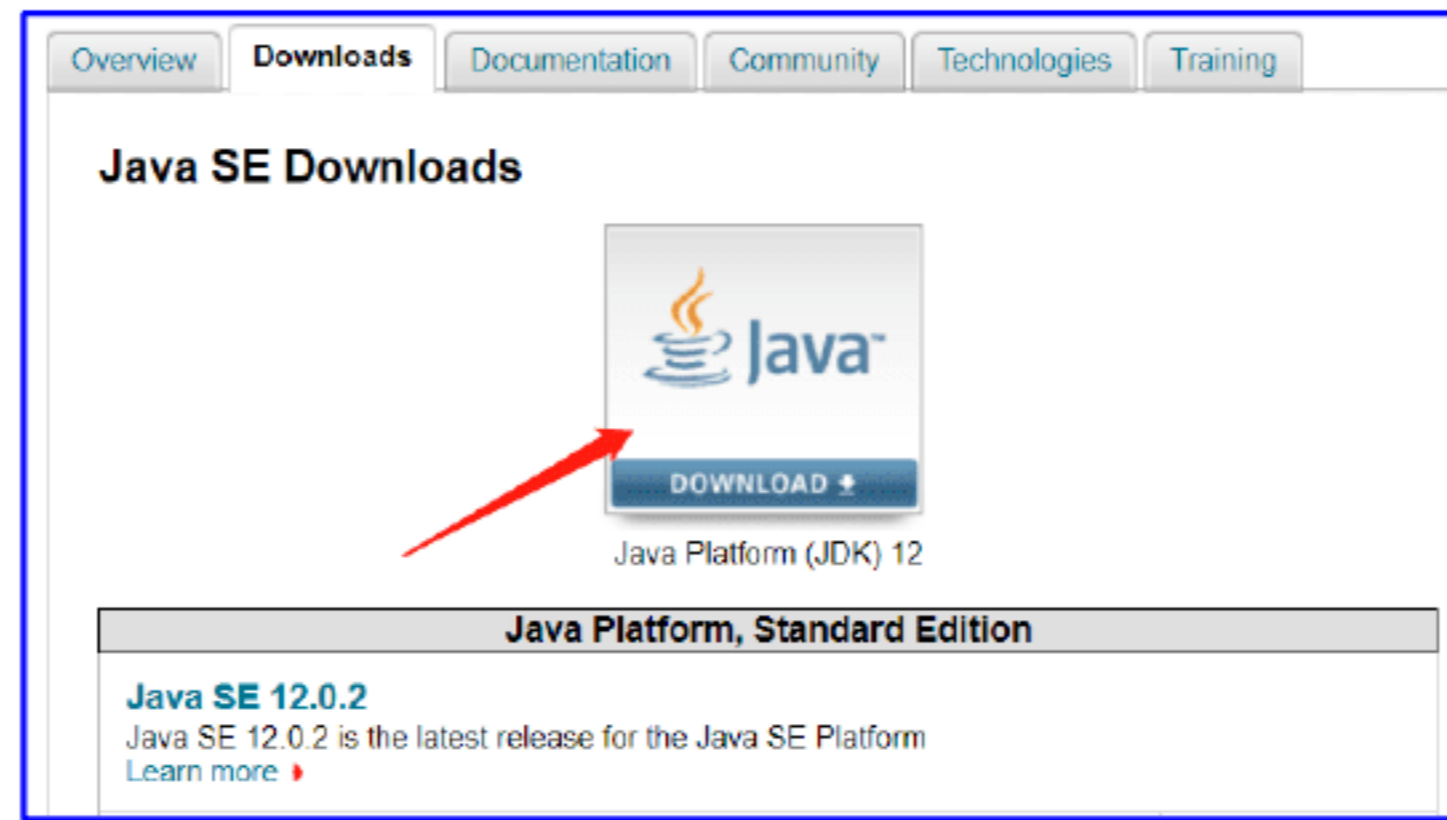 Overview Downloads Documentation Community Technologies Training
Java SE Downloads
Java™
DOWNLOAD
Java Platform (JDK) 12
Java Platform, Standard Edition
Java SE 12.0.2
Java SE 12.0.2 is the latest release for the Java SE Platform
Learn more